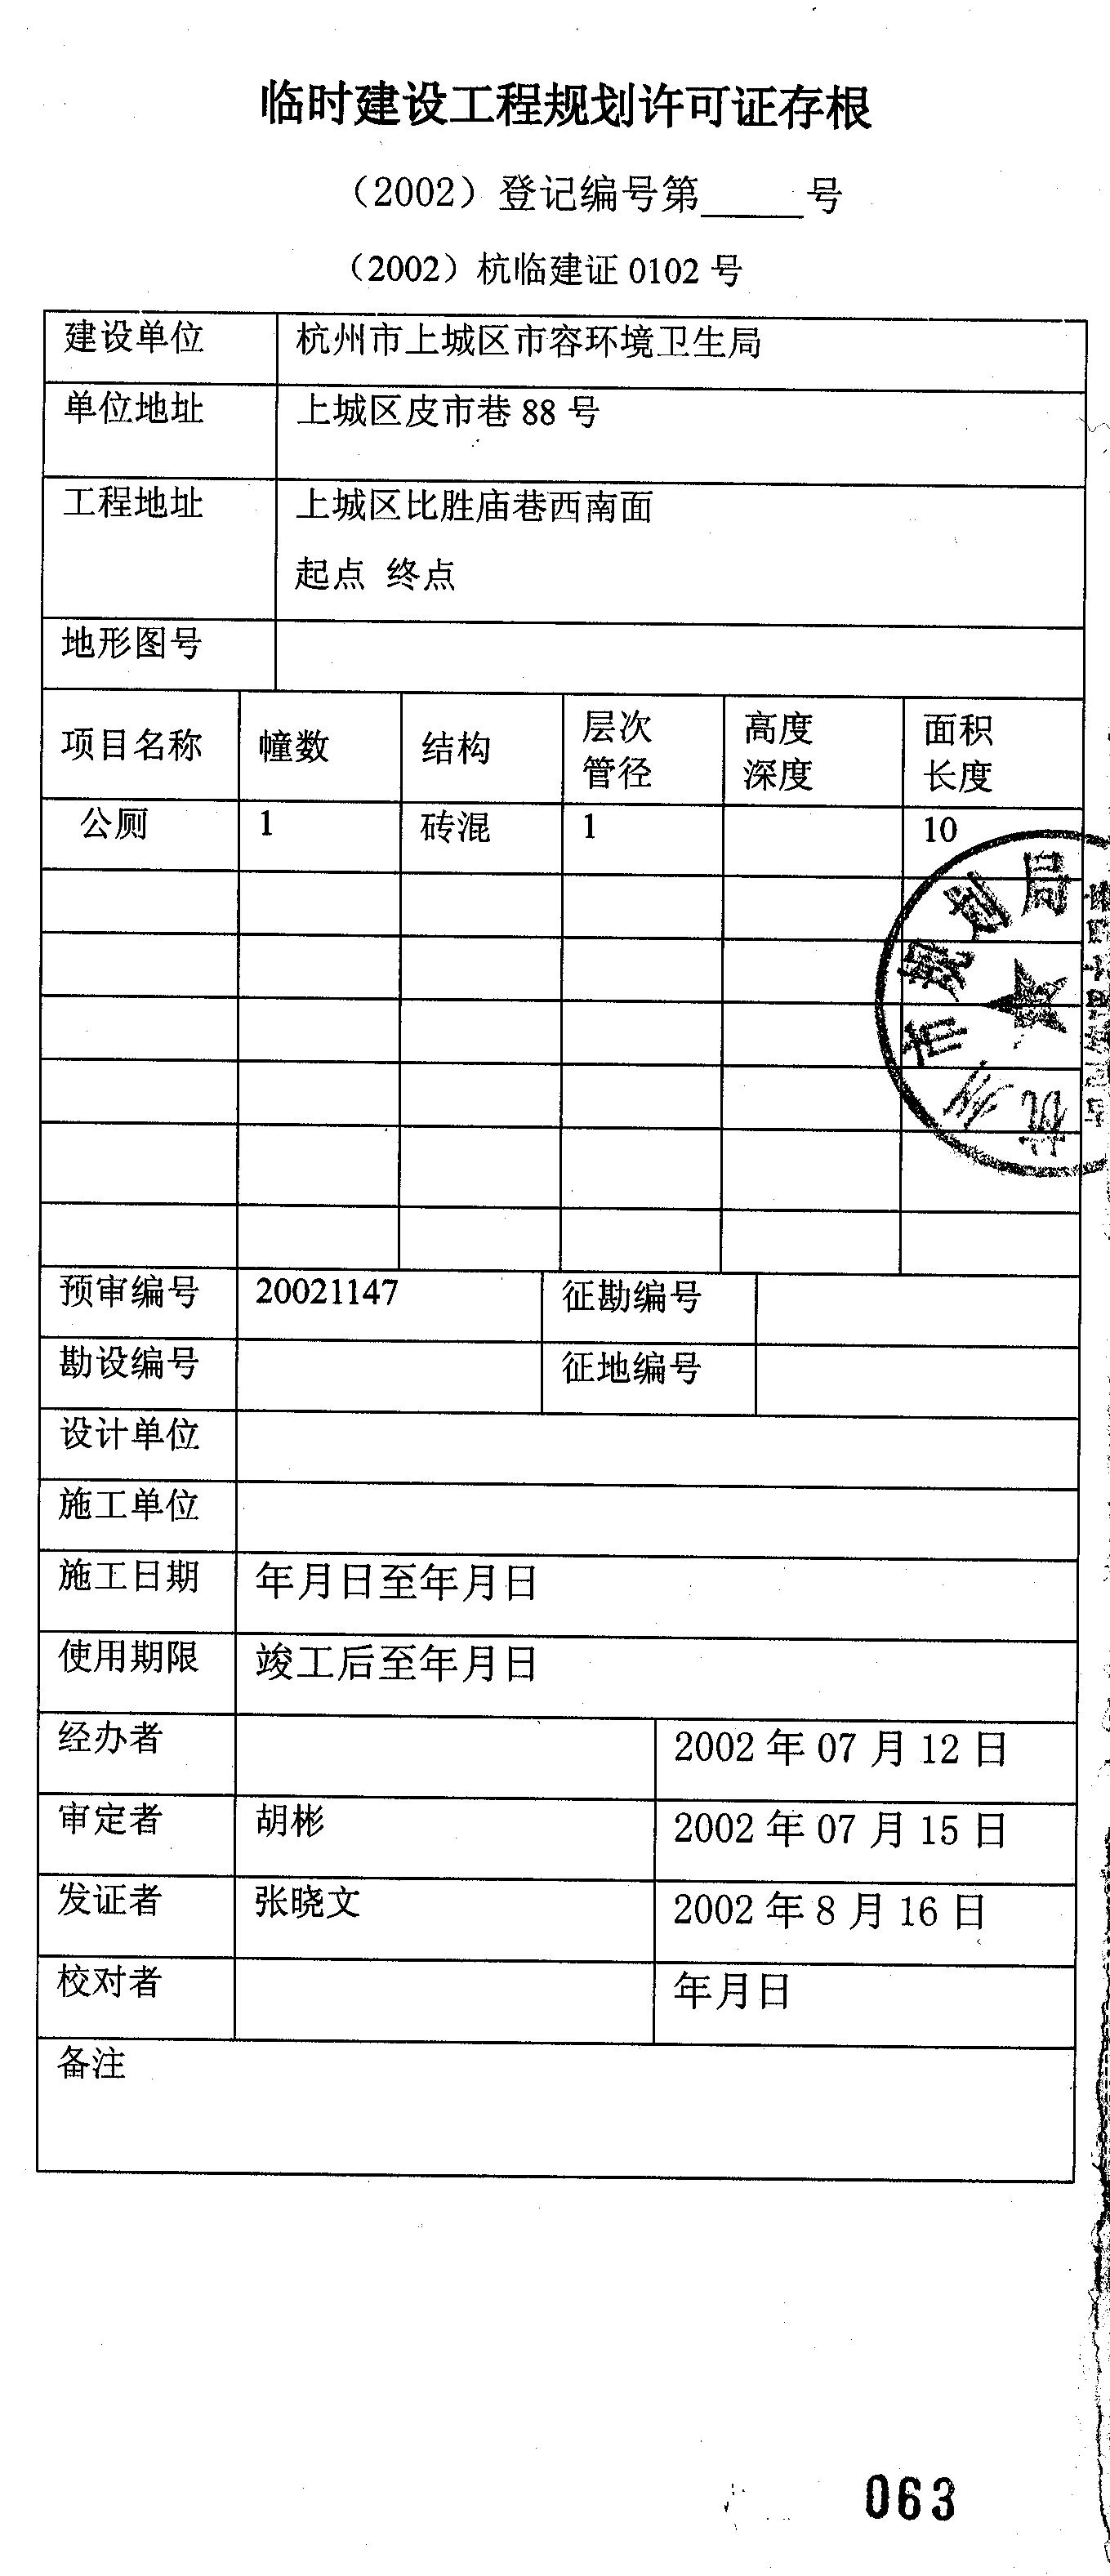 临时建设工程规划许可证存根
（2002）登记编号第_____号
（2002）杭临建证 0102 号
建设单位 杭州市上城区市容环境卫生局
单位地址 上城区皮市巷 88 号
工程地址 上城区比胜庙巷西南面
起点 终点
地形图号
项目名称 幢数 结构 层次管径 高度深度 面积长度
公厕 1 砖混 1 10
杭州市规划局
预审编号 20021147 征勘编号
勘设编号 征地编号
设计单位
施工单位
施工日期 年月日至年月日
使用期限 竣工后至年月日
经办者 2002 年 07 月 12 日
审定者 胡彬 2002 年 07 月 15 日
发证者 张晓文 2002 年 8 月 16 日
校对者 年月日
备注
063